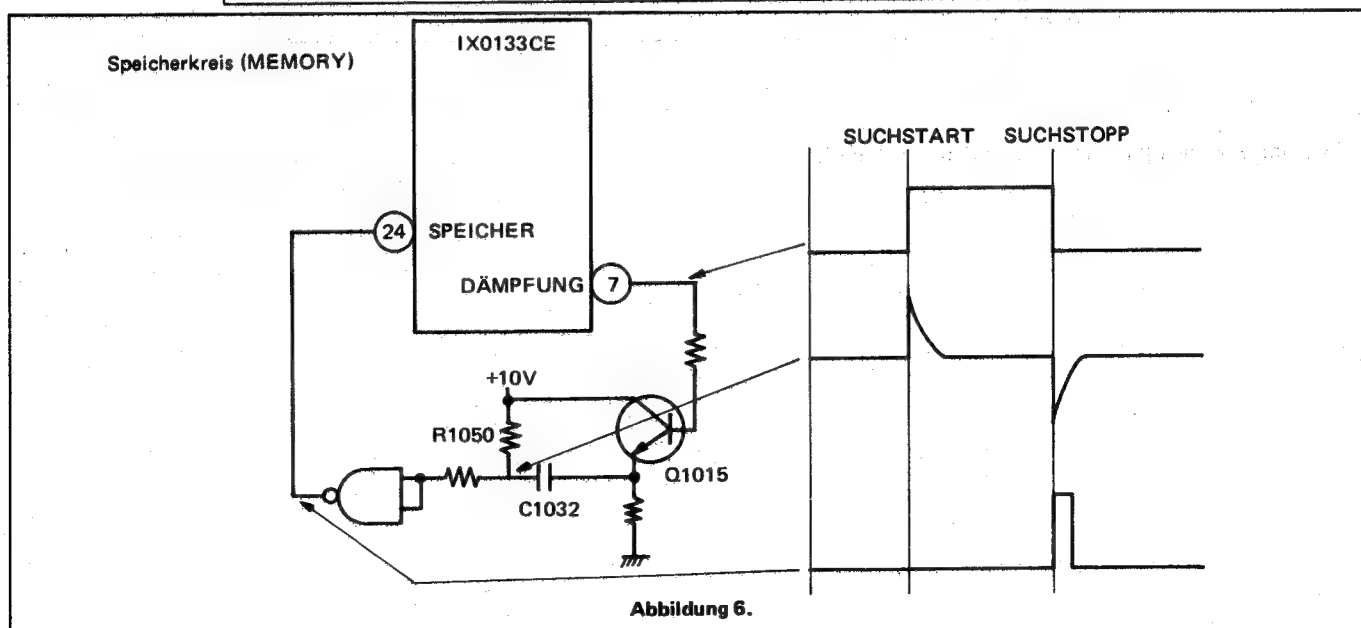 IX0133CE
Speicherkreis (MEMORY)
SUCHSTART SUCHSTOPP
24 SPEICHER
DÄMPFUNG 7
+10V
R1050
Q1015
C1032
Abbildung 6.